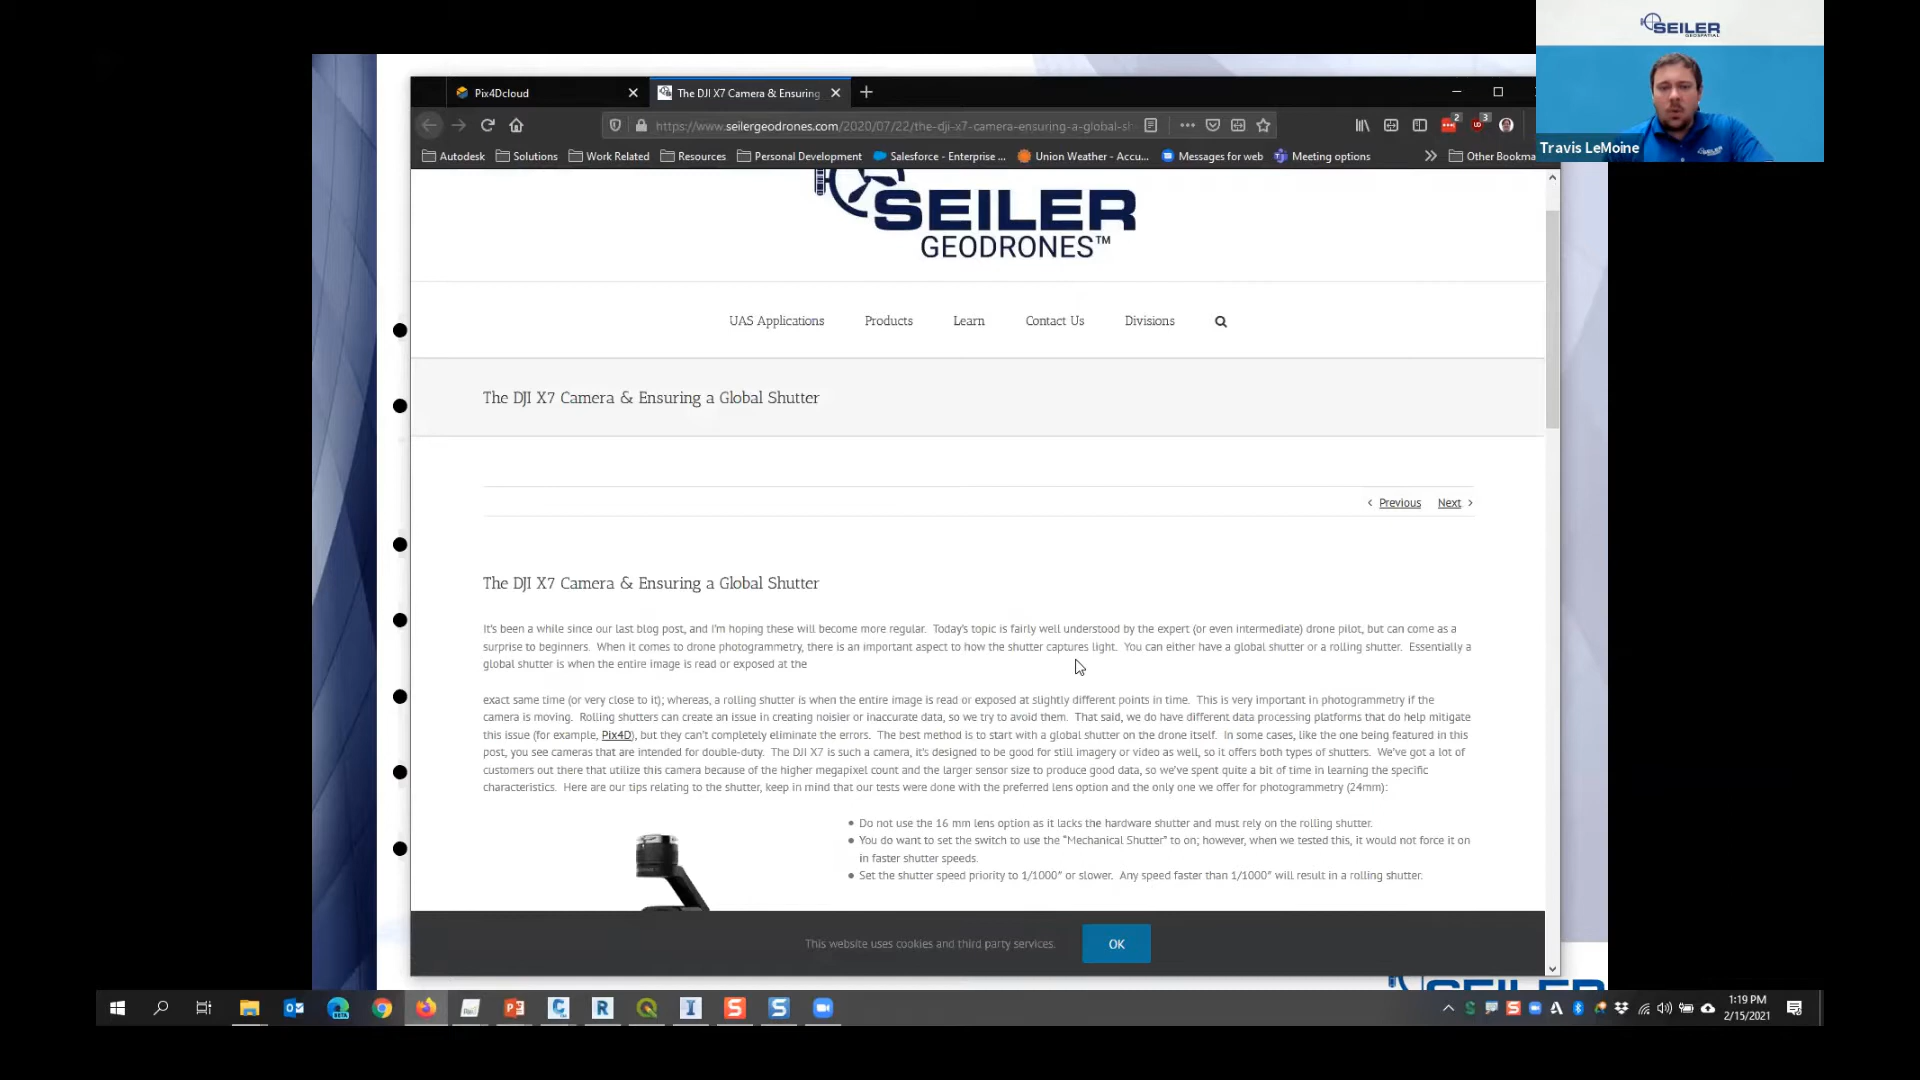 SEILER
GEOSPATIAL
Travis LeMoine
Pix4Dcloud
The DJI X7 Camera & Ensuring
https://www.seilergeodrones.com/2020/07/22/the-dji-x7-camera-ensuring-a-global-sh
2
3
Autodesk
Solutions
Work Related
Resources
Personal Development
Salesforce - Enterprise ...
Union Weather - Accu...
Messages for web
Meeting options
Other Bookma
SEILER
GEODRONES™
UAS Applications
Products
Learn
Contact Us
Divisions
The DJI X7 Camera & Ensuring a Global Shutter
Previous
Next
The DJI X7 Camera & Ensuring a Global Shutter
It's been a while since our last blog post, and I'm hoping these will become more regular. Today's topic is fairly well understood by the expert (or even intermediate) drone pilot, but can come as a
surprise to beginners. When it comes to drone photogrammetry, there is an important aspect to how the shutter captures light. You can either have a global shutter or a rolling shutter. Essentially a
global shutter is when the entire image is read or exposed at the
exact same time (or very close to it); whereas, a rolling shutter is when the entire image is read or exposed at slightly different points in time. This is very important in photogrammetry if the
camera is moving. Rolling shutters can create an issue in creating noisier or inaccurate data, so we try to avoid them. That said, we do have different data processing platforms that do help mitigate
this issue (for example, Pix4D), but they can't completely eliminate the errors. The best method is to start with a global shutter on the drone itself. In some cases, like the one being featured in this
post, you see cameras that are intended for double-duty. The DJI X7 is such a camera, it's designed to be good for still imagery or video as well, so it offers both types of shutters. We've got a lot of
customers out there that utilize this camera because of the higher megapixel count and the larger sensor size to produce good data, so we've spent quite a bit of time in learning the specific
characteristics. Here are our tips relating to the shutter, keep in mind that our tests were done with the preferred lens option and the only one we offer for photogrammetry (24mm):
Do not use the 16 mm lens option as it lacks the hardware shutter and must rely on the rolling shutter.
You do want to set the switch to use the "Mechanical Shutter" to on; however, when we tested this, it would not force it on
in faster shutter speeds.
Set the shutter speed priority to 1/1000" or slower. Any speed faster than 1/1000" will result in a rolling shutter.
This website uses cookies and third party services.
OK
SEILER
1:19 PM
2/15/2021